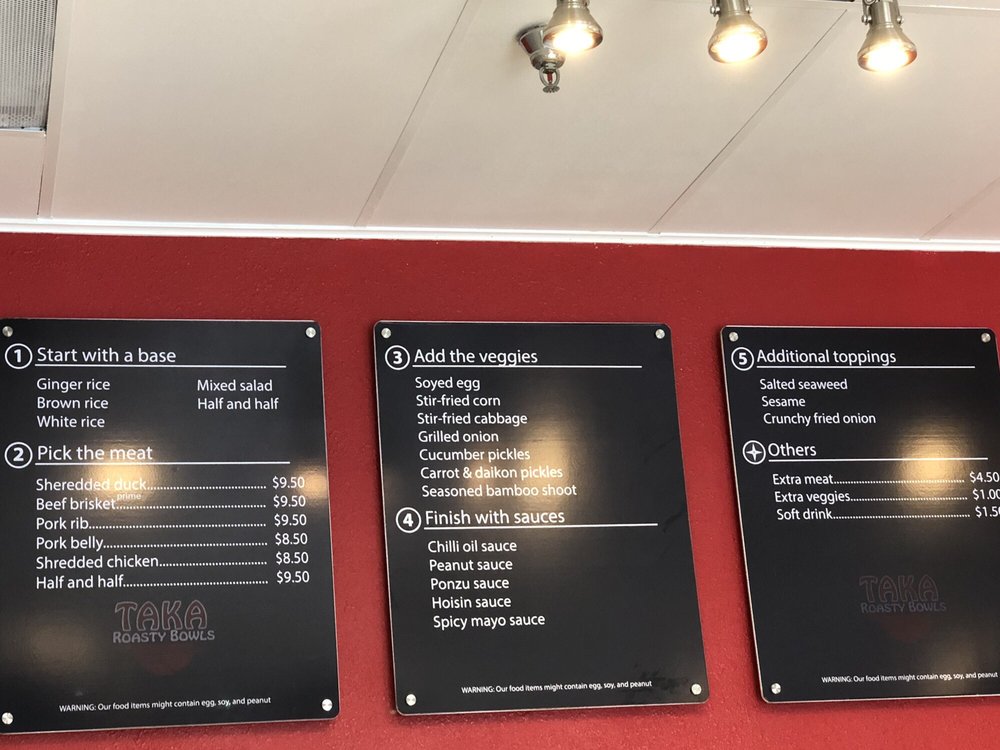 1 Start with a base
Ginger rice Mixed salad
Brown rice Half and half
White rice
2 Pick the meat
Sheredded duck........................ $9.50
Beef brisket prime........................ $9.50
Pork rib........................ $9.50
Pork belly........................ $8.50
Shredded chicken........................ $8.50
Half and half........................ $9.50
TAKA
ROASTY BOWLS
WARNING: Our food items might contain egg, soy, and peanut
3 Add the veggies
Soyed egg
Stir-fried corn
Stir-fried cabbage
Grilled onion
Cucumber pickles
Carrot & daikon pickles
Seasoned bamboo shoot
4 Finish with sauces
Chilli oil sauce
Peanut sauce
Ponzu sauce
Hoisin sauce
Spicy mayo sauce
WARNING: Our food items might contain egg, soy, and peanut
5 Additional toppings
Salted seaweed
Sesame
Crunchy fried onion
Others
Extra meat........................ $4.50
Extra veggies........................ $1.00
Soft drink........................ $1.50
TAKA
ROASTY BOWLS
WARNING: Our food items might contain egg, soy, and peanut